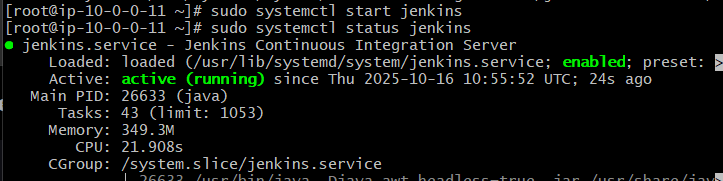 [root@ip-10-0-0-11 ~]# sudo systemctl start jenkins
[root@ip-10-0-0-11 ~]# sudo systemctl status jenkins
● jenkins.service - Jenkins Continuous Integration Server
Loaded: loaded (/usr/lib/systemd/system/jenkins.service; enabled; preset: >
Active: active (running) since Thu 2025-10-16 10:55:52 UTC; 24s ago
Main PID: 26633 (java)
Tasks: 43 (limit: 1053)
Memory: 349.3M
CPU: 21.908s
CGroup: /system.slice/jenkins.service
26633 /usr/bin/java -Djava.awt.headless=true -jar /usr/share/jav>